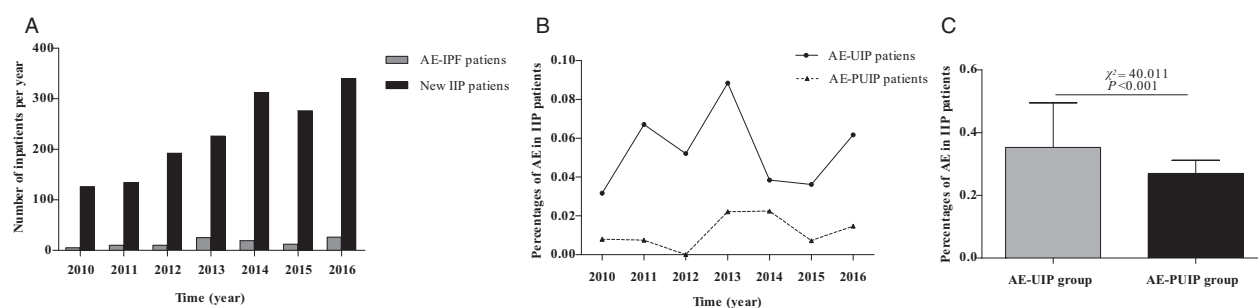 A
Number of inpatients per year
400
300
200
100
0
2010 2011 2012 2013 2014 2015 2016
Time (year)
AE-IPF patiens
New IIP patiens
B
Percentages of AE in IIP patients
0.10
0.08
0.06
0.04
0.02
0.00
2010 2011 2012 2013 2014 2015 2016
Time (year)
AE-UIP patiens
AE-PUIP patients
C
Percentages of AE in IIP patients
0.6
0.4
0.2
0.0
χ²= 40.011
P<0.001
AE-UIP group AE-PUIP group